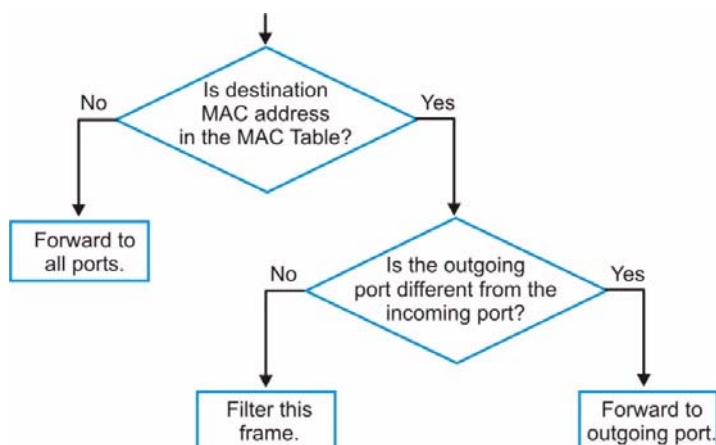 Is destination
MAC address
in the MAC Table?
No
Yes
Forward to
all ports.
Is the outgoing
port different from the
incoming port?
No
Yes
Filter this
frame.
Forward to
outgoing port.